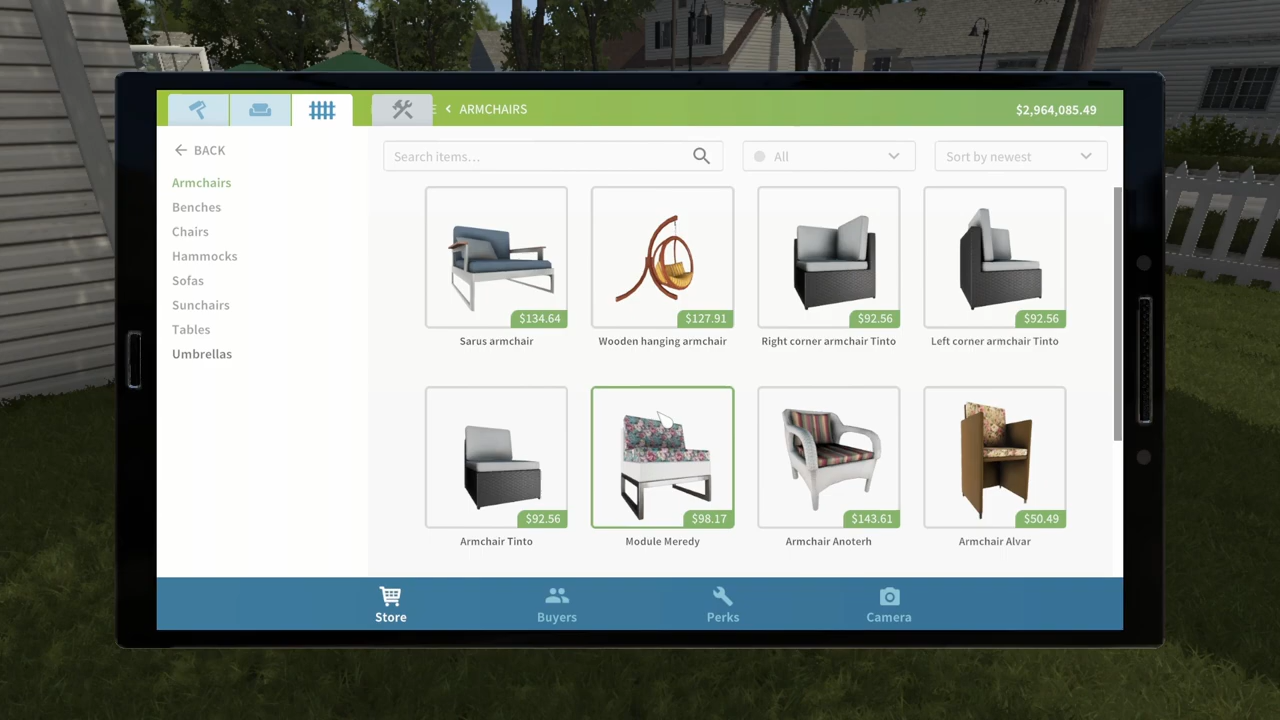 E < ARMCHAIRS
$2,964,085.49
BACK
Armchairs
Benches
Chairs
Hammocks
Sofas
Sunchairs
Tables
Umbrellas
Search items...
All
Sort by newest
$134.64
Sarus armchair
$127.91
Wooden hanging armchair
$92.56
Right corner armchair Tinto
$92.56
Left corner armchair Tinto
$92.56
Armchair Tinto
$98.17
Module Meredy
$143.61
Armchair Anoterh
$50.49
Armchair Alvar
Store
Buyers
Perks
Camera